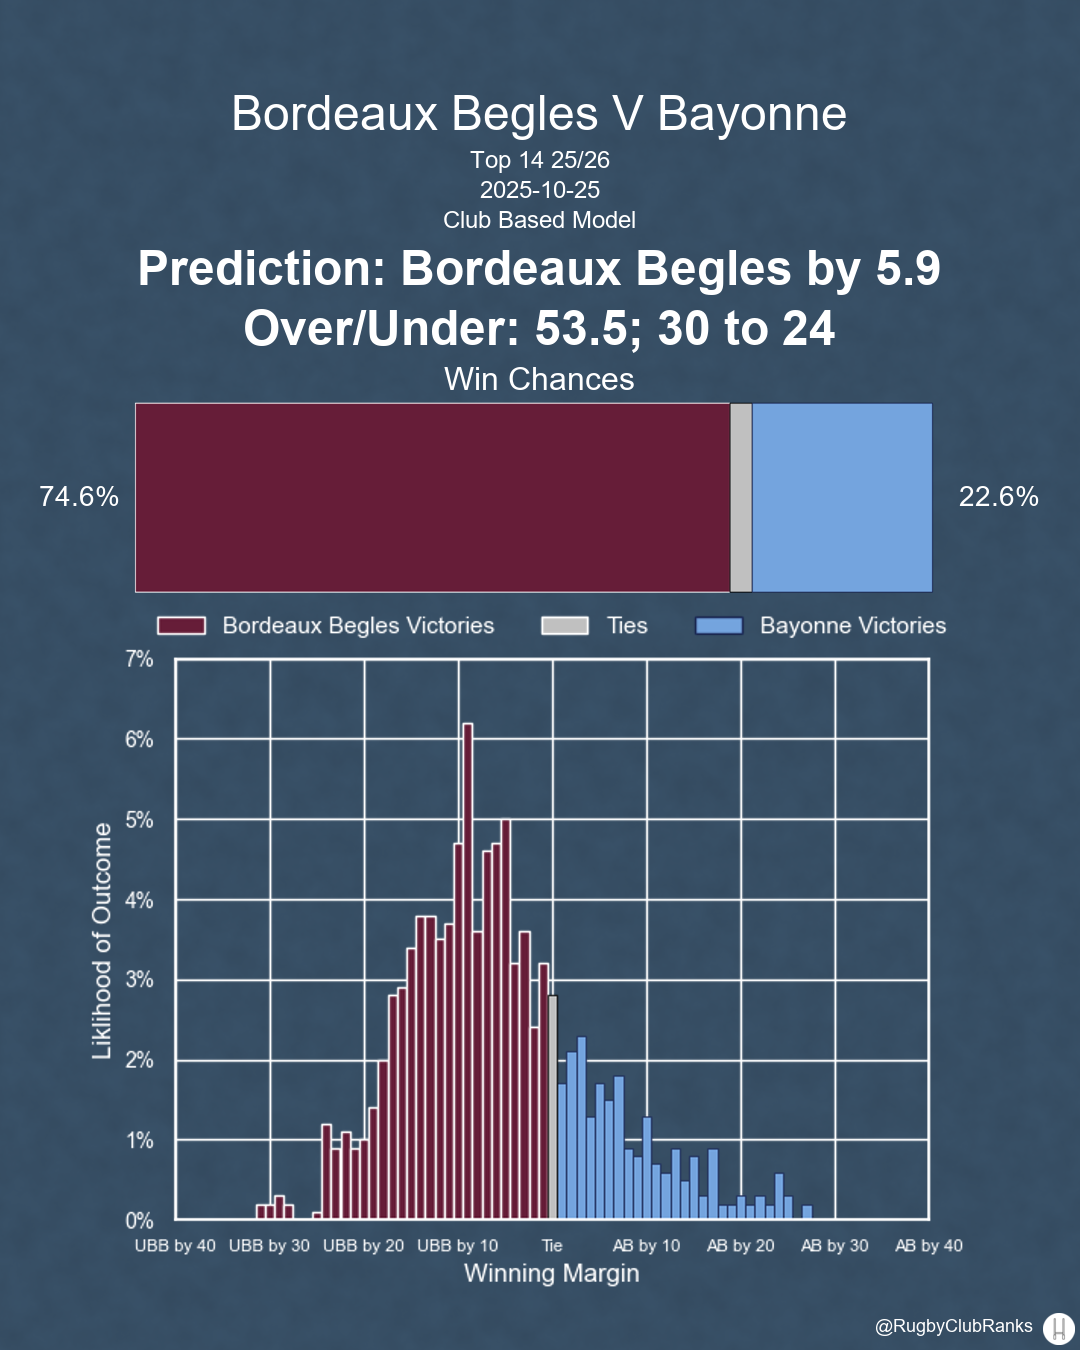 Bordeaux Begles V Bayonne
Top 14 25/26
2025-10-25
Club Based Model
Prediction: Bordeaux Begles by 5.9
Over/Under: 53.5; 30 to 24
Win Chances
74.6%
22.6%
Bordeaux Begles Victories
Ties
Bayonne Victories
7%
6%
5%
4%
3%
2%
1%
0%
Liklihood of Outcome
UBB by 40
UBB by 30
UBB by 20
UBB by 10
Tie
AB by 10
AB by 20
AB by 30
AB by 40
Winning Margin
@RugbyClubRanks